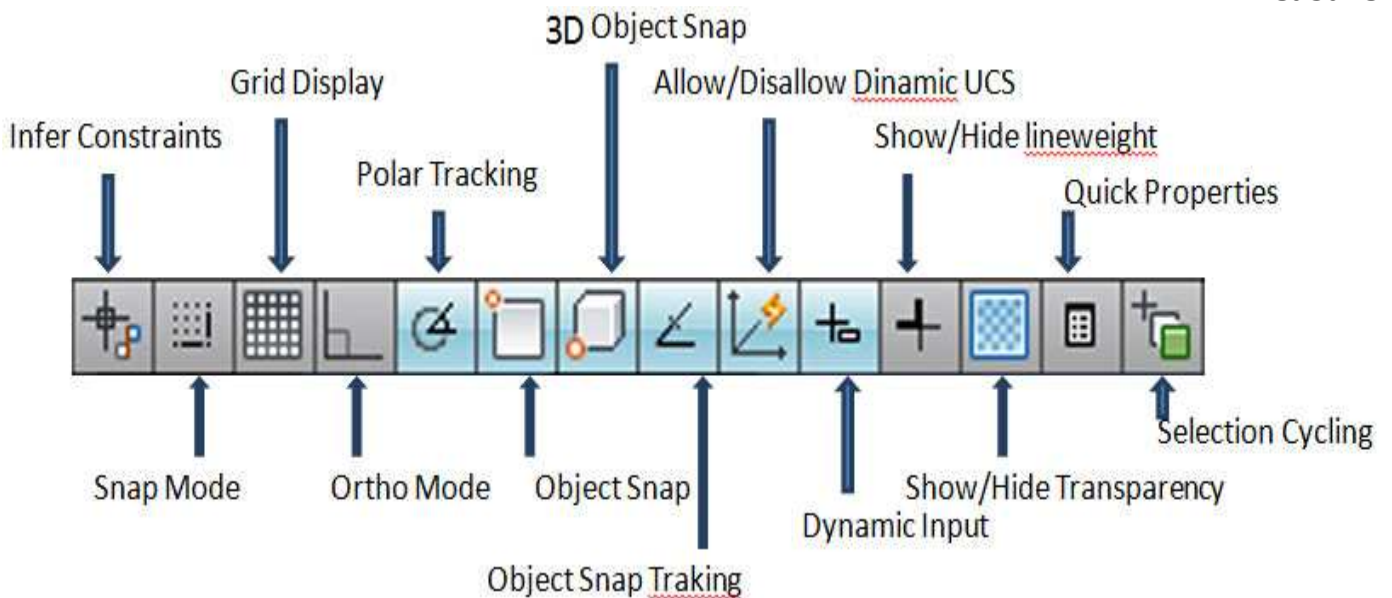 3D Object Snap
Grid Display
Allow/Disallow Dinamic UCS
Infer Constraints
Show/Hide lineweight
Polar Tracking
Quick Properties
Selection Cycling
Snap Mode
Ortho Mode
Object Snap
Show/Hide Transparency
Dynamic Input
Object Snap Traking